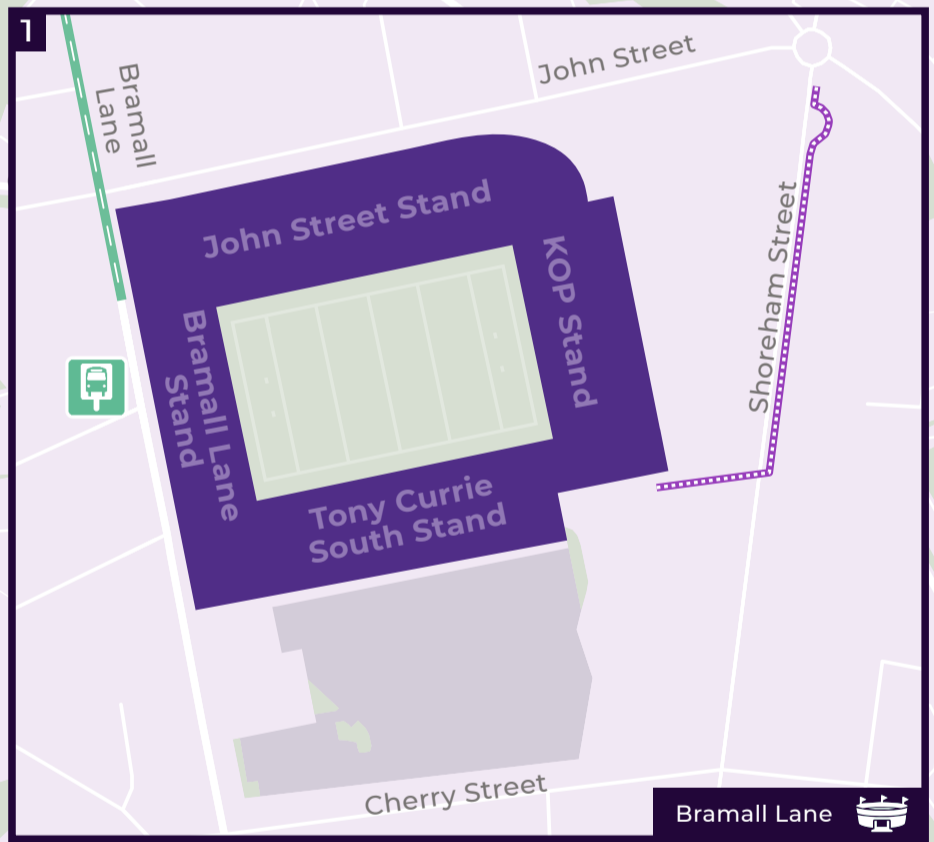 1
Bramall
Lane
John Street
John Street Stand
KOP Stand
Shoreham Street
Bramall Lane
Stand
Tony Currie
South Stand
Cherry Street
Bramall Lane